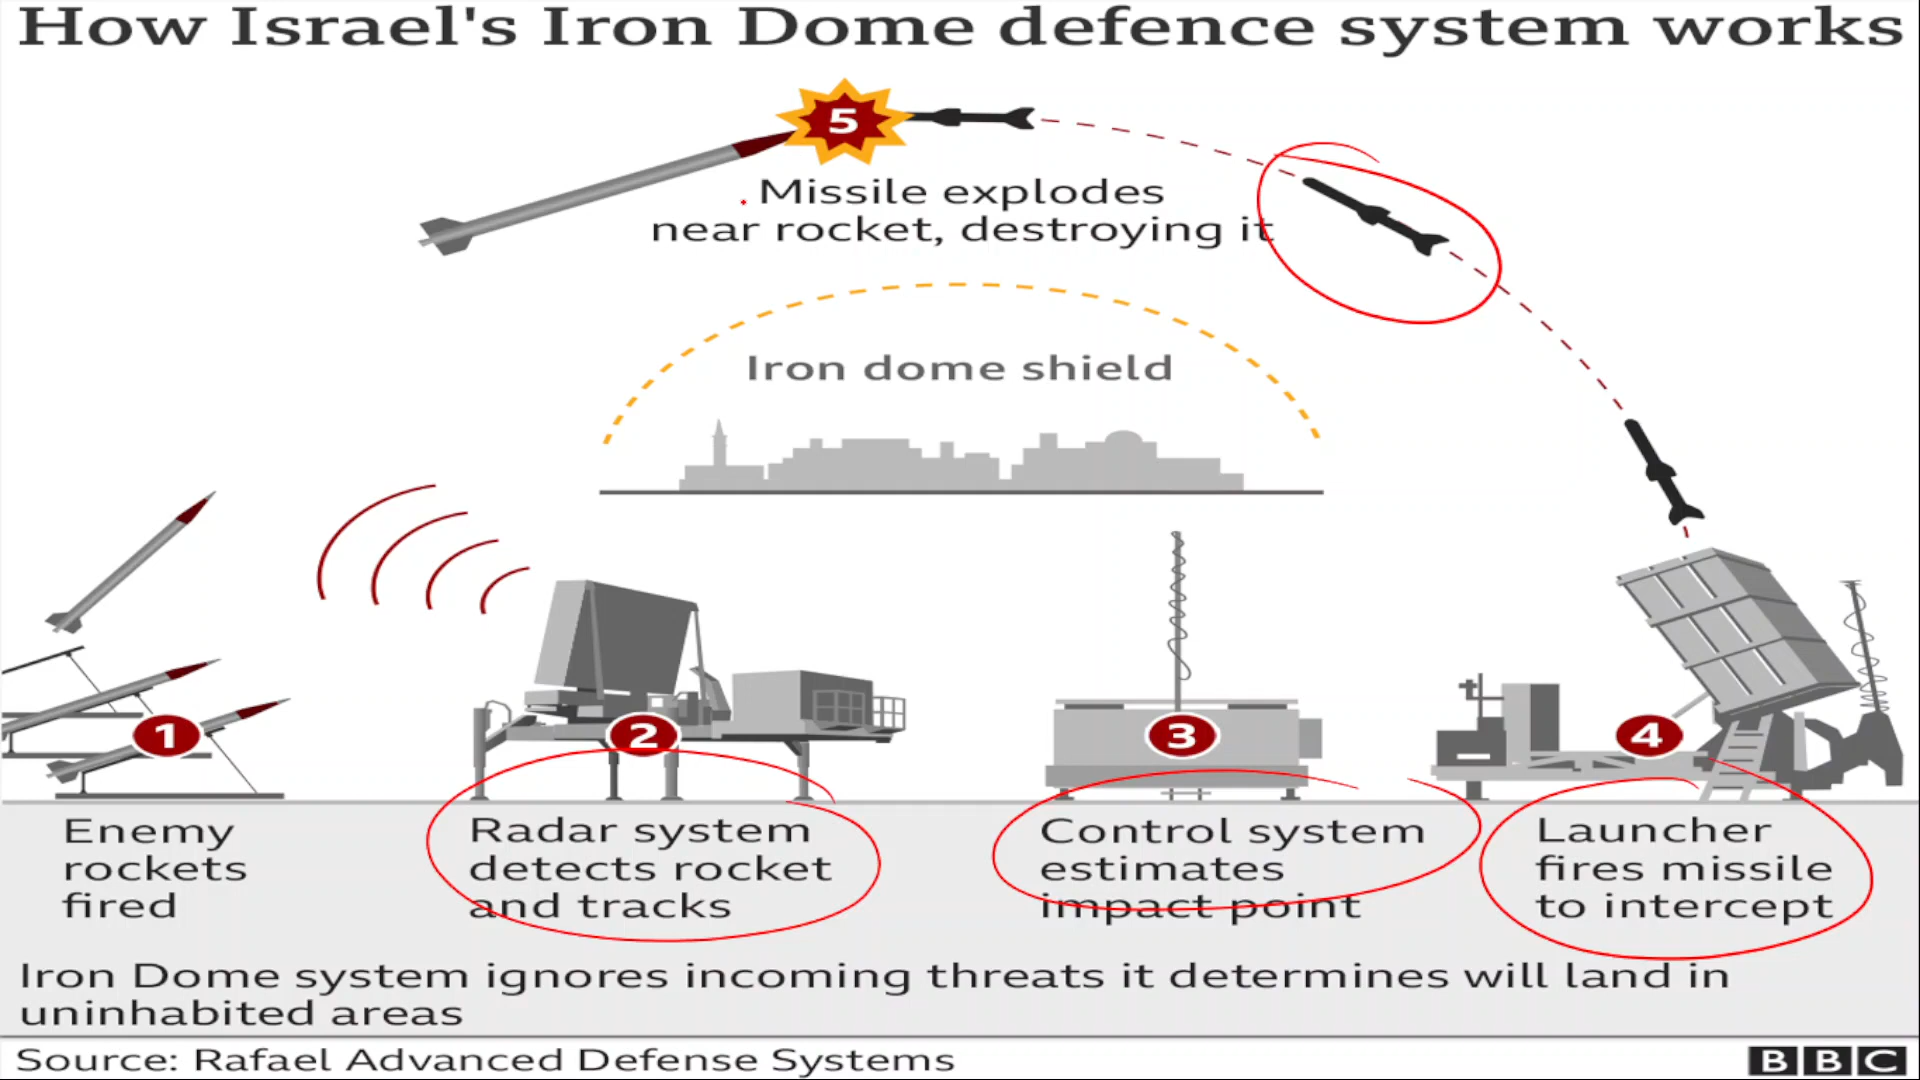 How Israel's Iron Dome defence system works
5
Missile explodes
near rocket, destroying it
Iron dome shield
1
2
3
4
Enemy
rockets
fired
Radar system
detects rocket
and tracks
Control system
estimates
impact point
Launcher
fires missile
to intercept
Iron Dome system ignores incoming threats it determines will land in
uninhabited areas
Source: Rafael Advanced Defense Systems
BBC